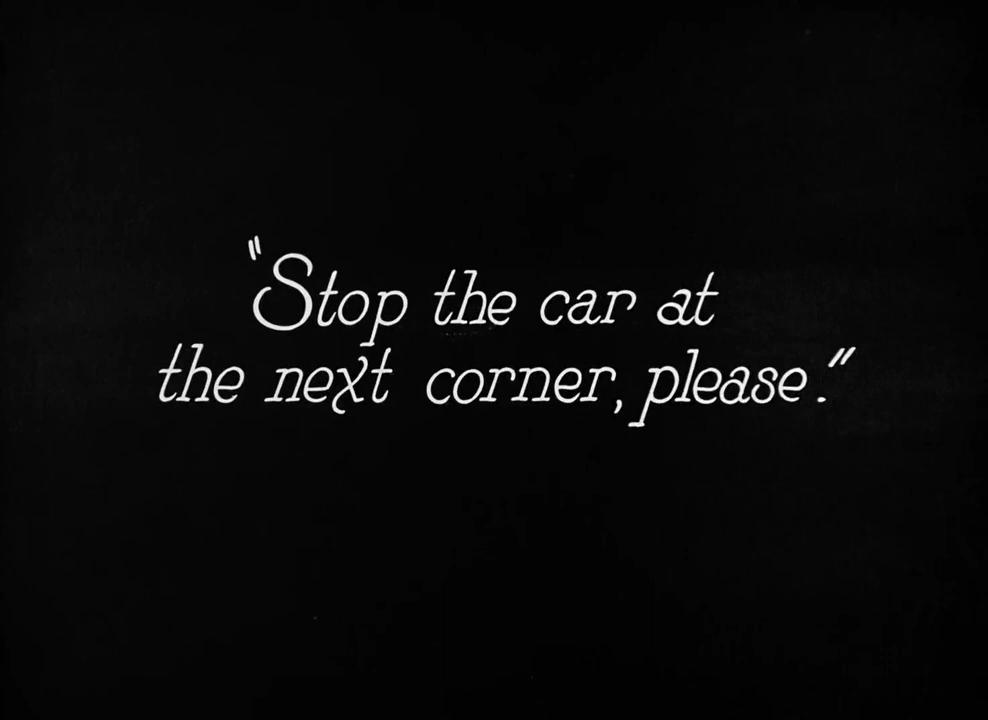 "Stop the car at
the next corner, please."